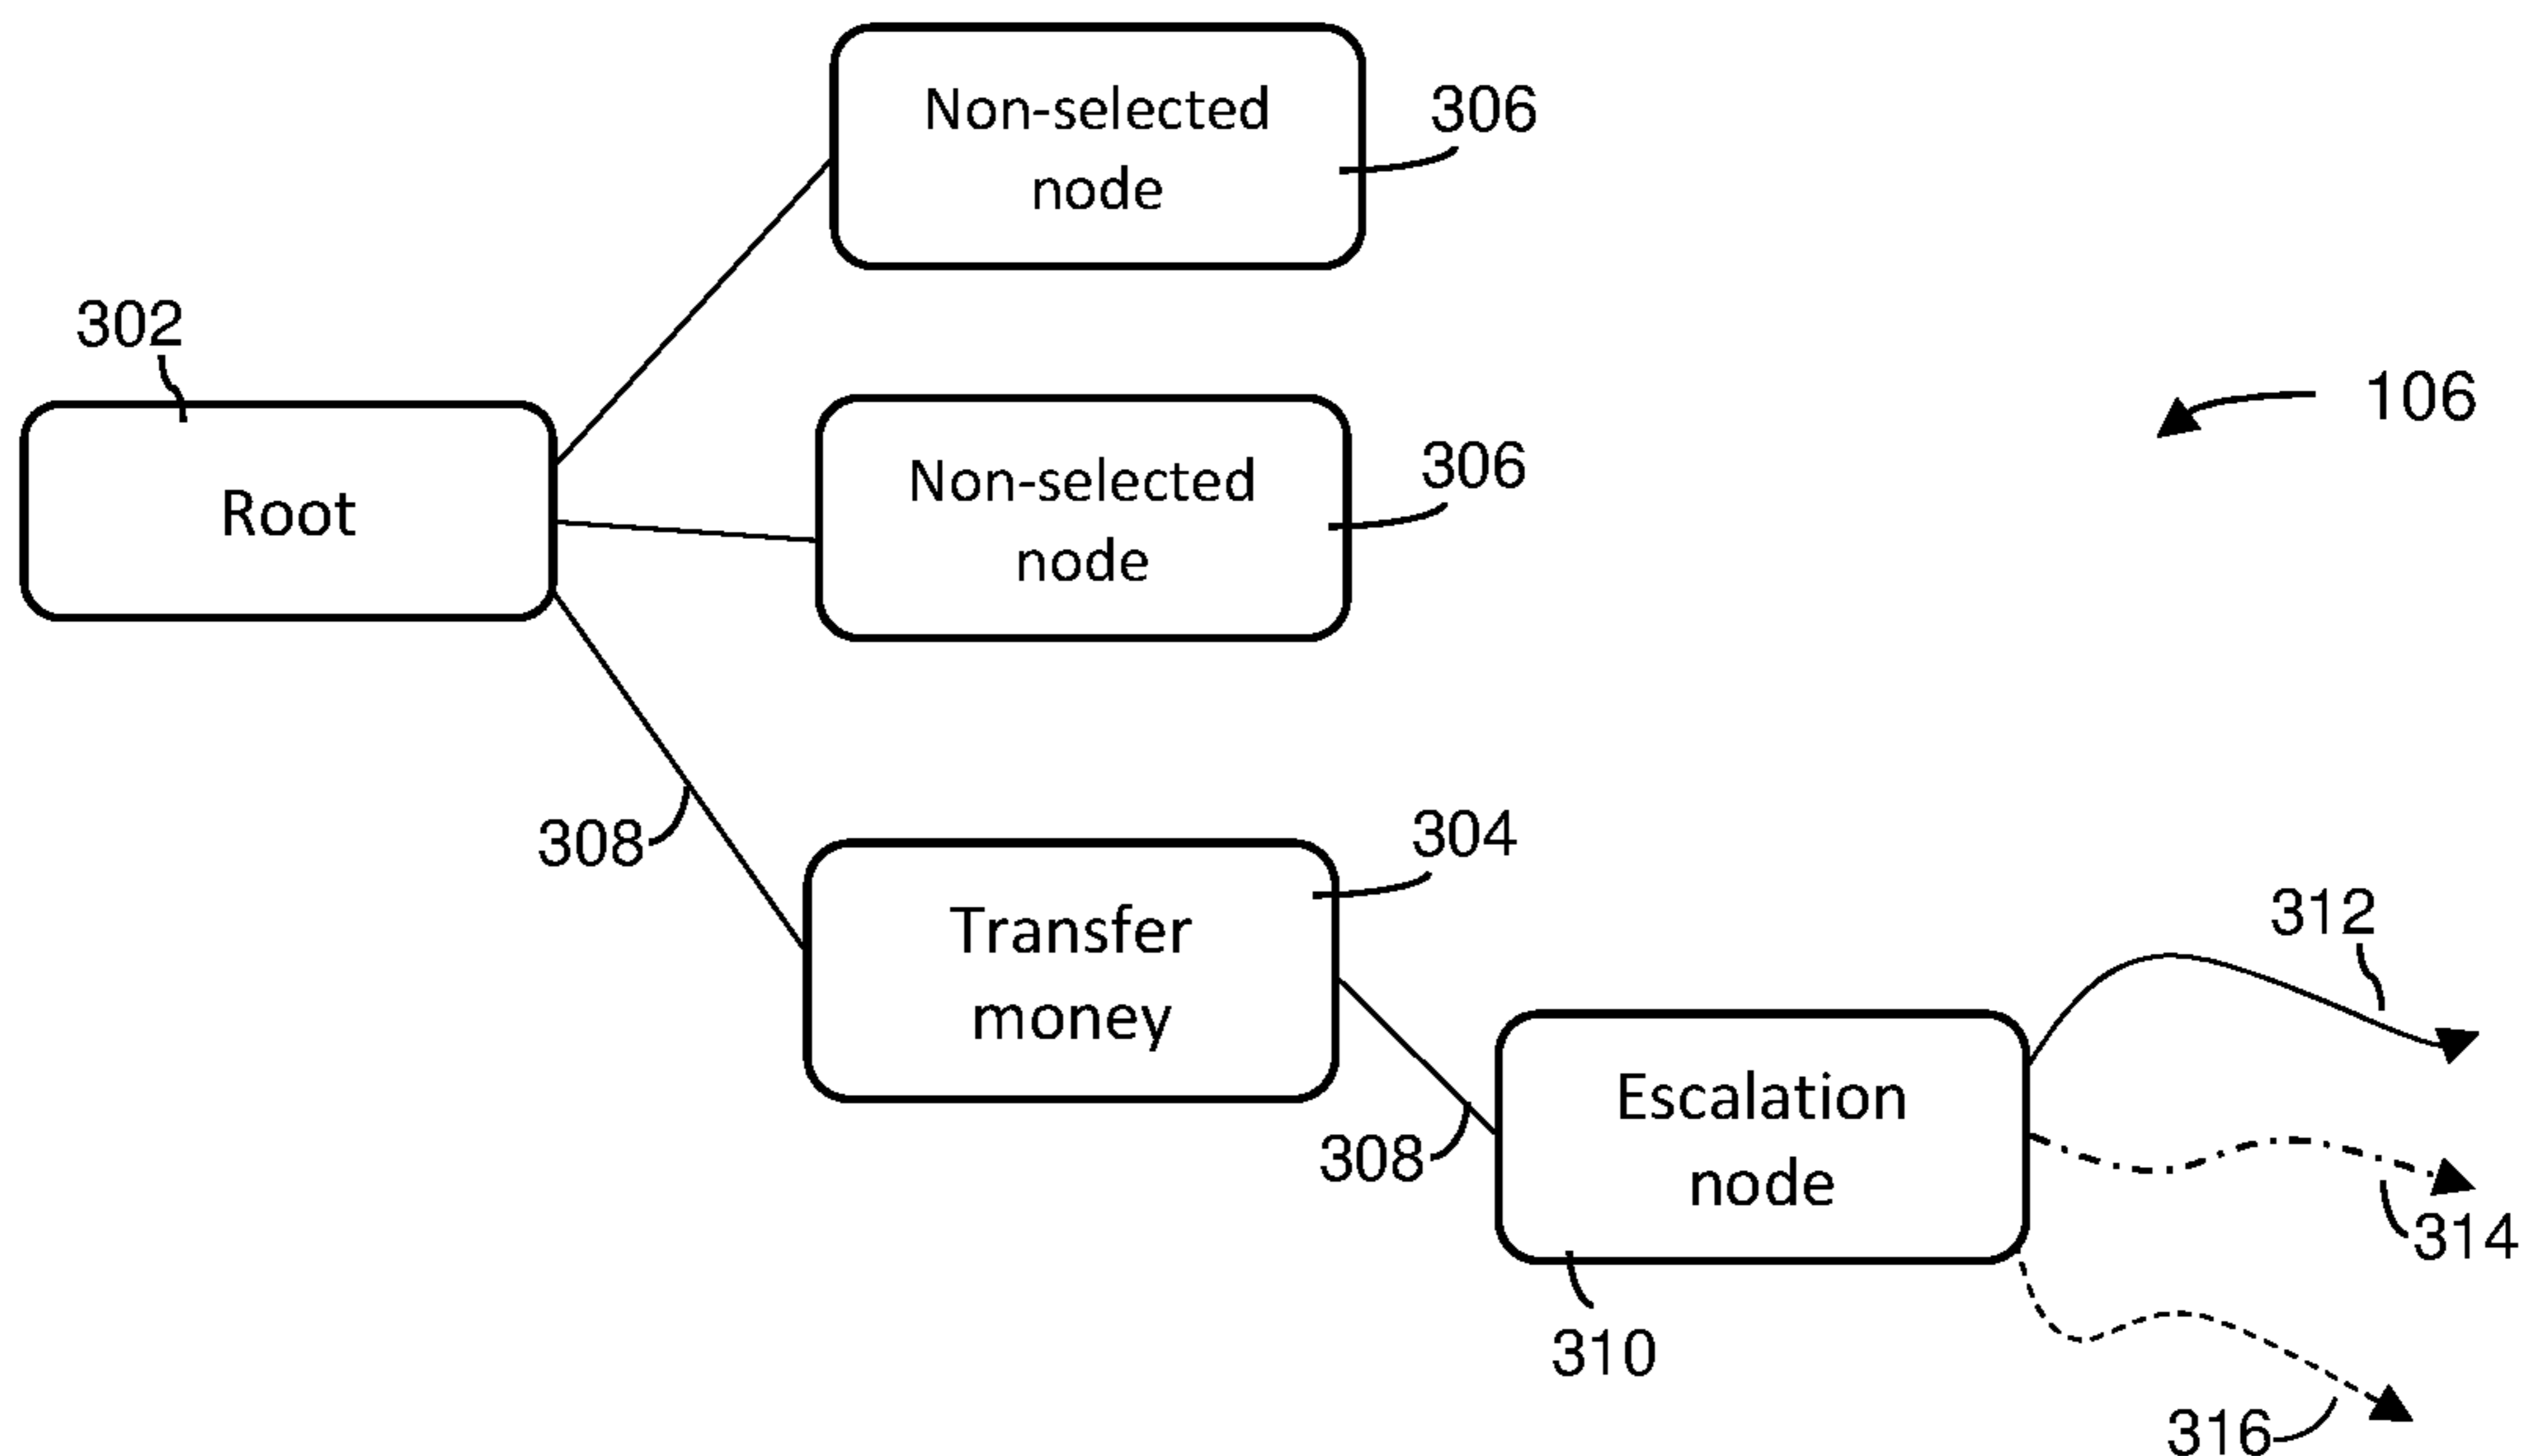 Non-selected
node
306
302
Root
Non-selected
node
306
106
308
Transfer
money
304
308
Escalation
node
310
312
314
316